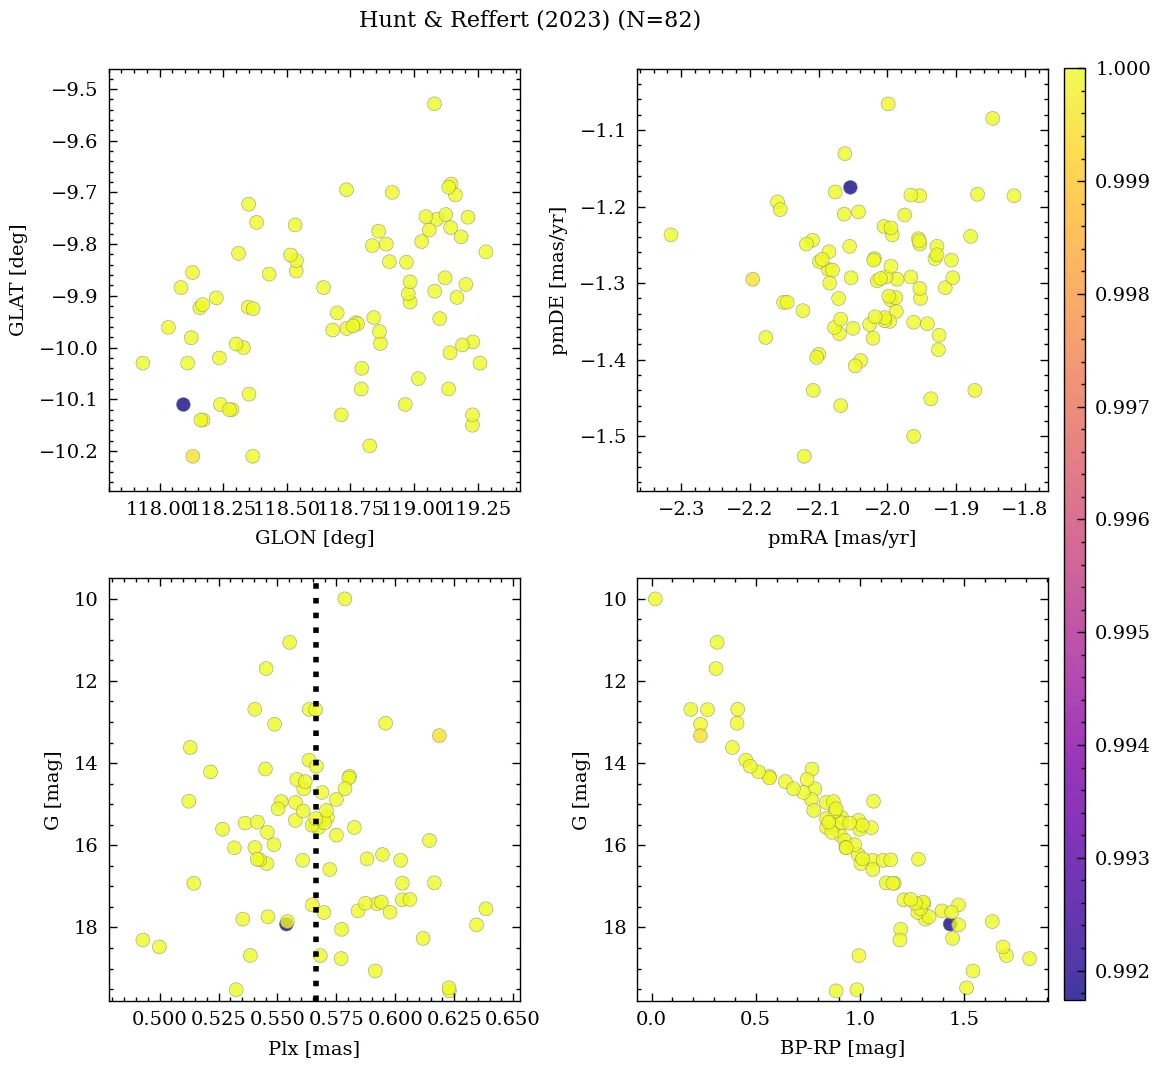 Hunt & Reffert (2023) (N=82)
−9.5
−9.6
−9.7
−9.8
−9.9
−10.0
−10.1
−10.2
GLAT [deg]
118.00 118.25 118.50 118.75 119.00 119.25
GLON [deg]
−1.1
−1.2
−1.3
−1.4
−1.5
pmDE [mas/yr]
−2.3 −2.2 −2.1 −2.0 −1.9 −1.8
pmRA [mas/yr]
10
12
14
16
18
G [mag]
0.500 0.525 0.550 0.575 0.600 0.625 0.650
Plx [mas]
10
12
14
16
18
G [mag]
0.0 0.5 1.0 1.5
BP-RP [mag]
1.000
0.999
0.998
0.997
0.996
0.995
0.994
0.993
0.992